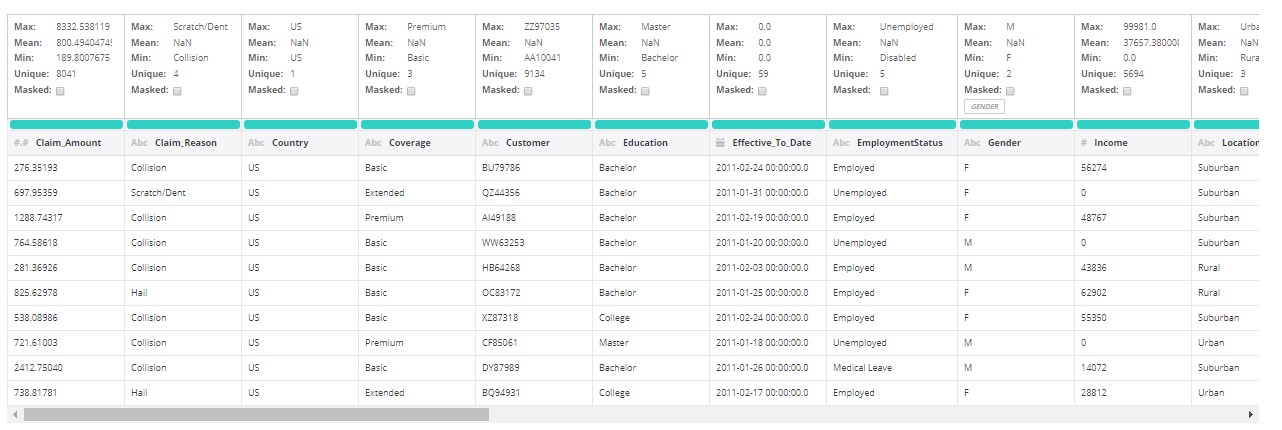 Max: 8332.538119 Max: Scratch/Dent Max: US Max: Premium Max: ZZ97035 Max: Master Max: 0.0 Max: Unemployed Max: M Max: 99981.0 Max:
Mean: Mean: NaN Mean: NaN Mean: NaN Mean: NaN Mean: NaN Mean: 0.0 Mean: NaN Mean: NaN Mean: Mean: NaN
Min: 189.8007675 Min: Collision Min: US Min: Basic Min: AA10041 Min: Bachelor Min: 0.0 Min: Disabled Min: F Min: 0.0 Min:
Unique: 8041 Unique: 4 Unique: 1 Unique: 3 Unique: 9134 Unique: 5 Unique: 59 Unique: 5 Unique: 2 Unique: 5694 Unique: 3
Masked: Masked: Masked: Masked: Masked: Masked: Masked: Masked: Masked: Masked: Masked:
GENDER
#.# Claim_Amount Abc Claim_Reason Abc Country Abc Coverage Abc Customer Abc Education Effective_To_Date Abc EmploymentStatus Abc Gender # Income Abc Location
276.35193 Collision US Basic BU79786 Bachelor 2011-02-24 00:00:00.0 Employed F 56274 Suburban
697.95359 Scratch/Dent US Extended QZ44356 Bachelor 2011-01-31 00:00:00.0 Unemployed F 0 Suburban
1288.74317 Collision US Premium AI49188 Bachelor 2011-02-19 00:00:00.0 Employed F 48767 Suburban
764.58618 Collision US Basic WW63253 Bachelor 2011-01-20 00:00:00.0 Unemployed M 0 Suburban
281.36926 Collision US Basic HB64268 Bachelor 2011-02-03 00:00:00.0 Employed M 43836 Rural
825.62978 Hail US Basic OC83172 Bachelor 2011-01-25 00:00:00.0 Employed F 62902 Rural
538.08986 Collision US Basic XZ87318 College 2011-02-24 00:00:00.0 Employed F 55350 Suburban
721.61003 Collision US Premium CF85061 Master 2011-01-18 00:00:00.0 Unemployed M 0 Urban
2412.75040 Collision US Basic DY87989 Bachelor 2011-01-26 00:00:00.0 Medical Leave M 14072 Suburban
738.81781 Hail US Extended BQ94931 College 2011-02-17 00:00:00.0 Employed F 28812 Urban